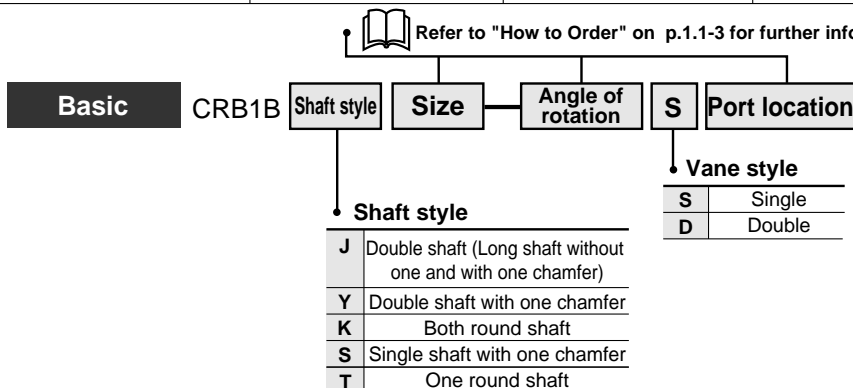 Refer to "How to Order" on p.1.1-3 for further info
Basic CRB1B Shaft style Size Angle of rotation S Port location
Vane style
S Single
D Double
Shaft style
J Double shaft (Long shaft without
one and with one chamfer)
Y Double shaft with one chamfer
K Both round shaft
S Single shaft with one chamfer
T One round shaft